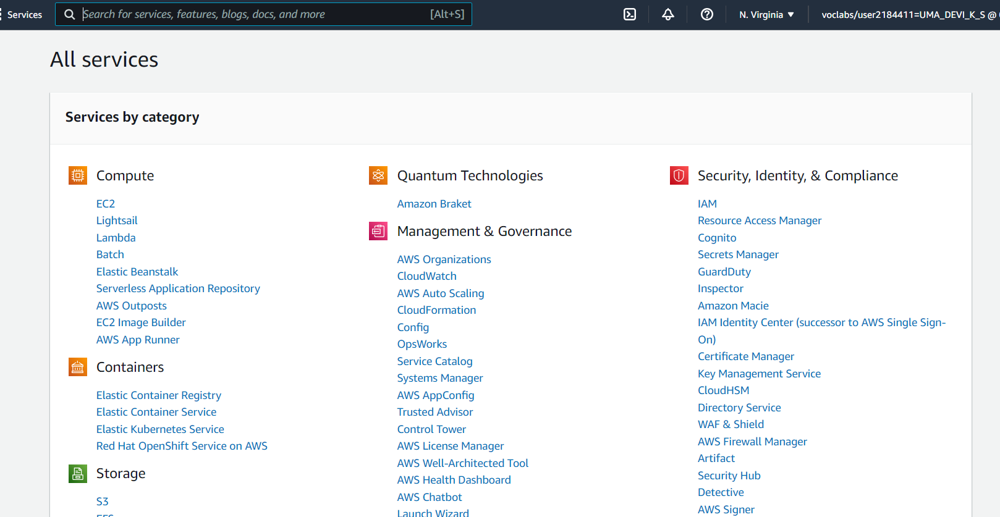 Services
Search for services, features, blogs, docs, and more
[Alt+S]
N. Virginia
voclabs/user2184411=UMA_DEVI_K_S @
All services
Services by category
Compute
EC2
Lightsail
Lambda
Batch
Elastic Beanstalk
Serverless Application Repository
AWS Outposts
EC2 Image Builder
AWS App Runner
Containers
Elastic Container Registry
Elastic Container Service
Elastic Kubernetes Service
Red Hat OpenShift Service on AWS
Storage
S3
EFS
Quantum Technologies
Amazon Braket
Management & Governance
AWS Organizations
CloudWatch
AWS Auto Scaling
CloudFormation
Config
OpsWorks
Service Catalog
Systems Manager
AWS AppConfig
Trusted Advisor
Control Tower
AWS License Manager
AWS Well-Architected Tool
AWS Health Dashboard
AWS Chatbot
Launch Wizard
Security, Identity, & Compliance
IAM
Resource Access Manager
Cognito
Secrets Manager
GuardDuty
Inspector
Amazon Macie
IAM Identity Center (successor to AWS Single Sign-
On)
Certificate Manager
Key Management Service
CloudHSM
Directory Service
WAF & Shield
AWS Firewall Manager
Artifact
Security Hub
Detective
AWS Signer